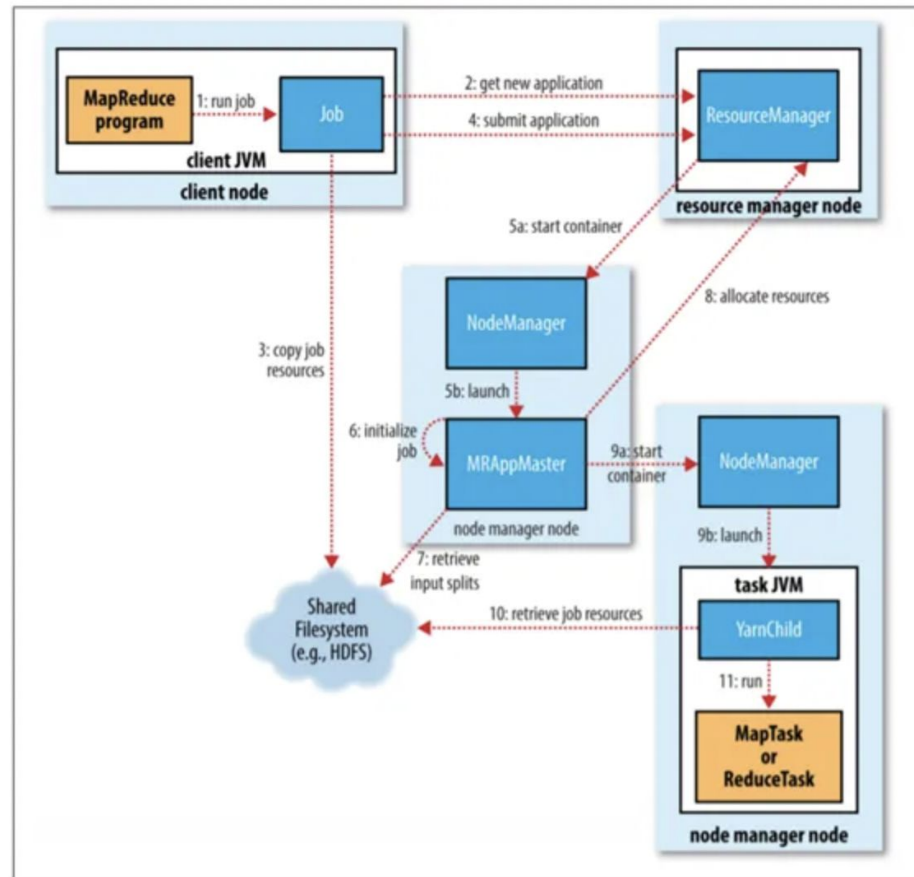 MapReduce
program
1: run job
Job
client JVM
client node
2: get new application
4: submit application
ResourceManager
resource manager node
5a: start container
8: allocate resources
3: copy job
resources
NodeManager
5b: launch
6: initialize
job
MRAppMaster
node manager node
9a: start
container
NodeManager
9b: launch
7: retrieve
input splits
Shared
Filesystem
(e.g., HDFS)
10: retrieve job resources
task JVM
YarnChild
11: run
MapTask
or
ReduceTask
node manager node